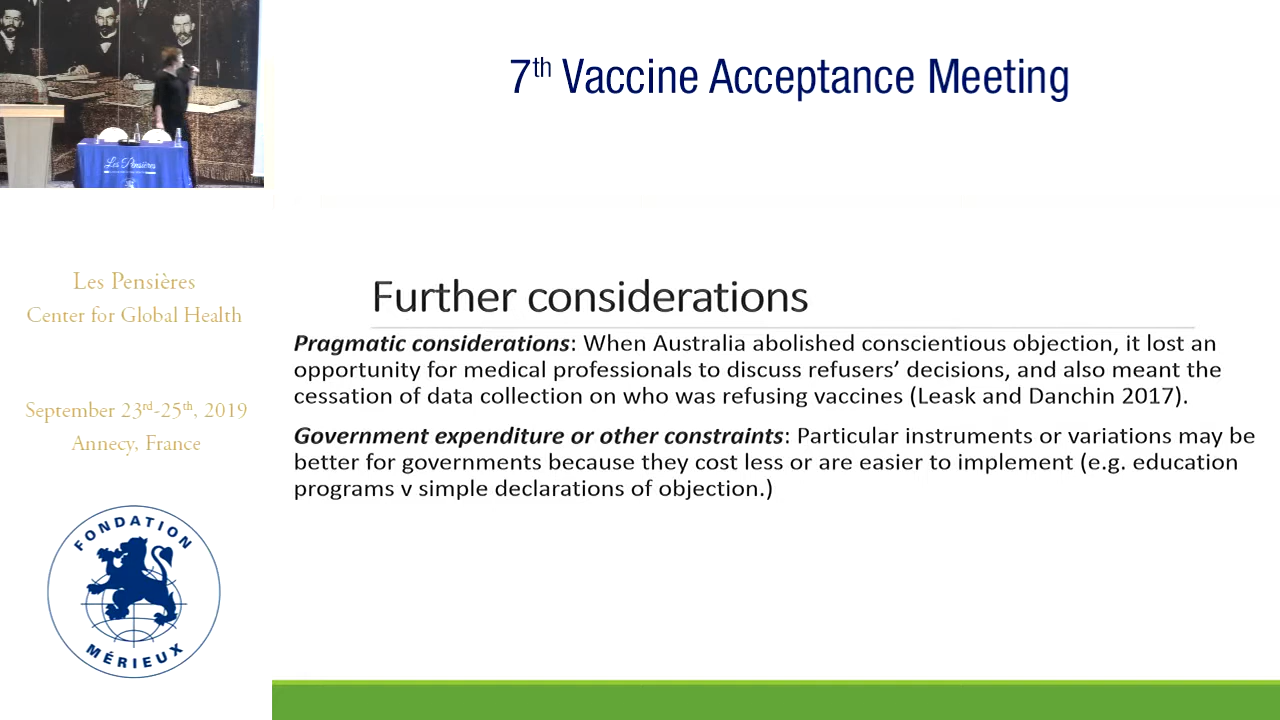 7th Vaccine Acceptance Meeting
Les Pensières
Les Pensières
Center for Global Health
September 23rd-25th, 2019
Annecy, France
FONDATION
MÉRIEUX
Further considerations
Pragmatic considerations: When Australia abolished conscientious objection, it lost an
opportunity for medical professionals to discuss refusers’ decisions, and also meant the
cessation of data collection on who was refusing vaccines (Leask and Danchin 2017).
Government expenditure or other constraints: Particular instruments or variations may be
better for governments because they cost less or are easier to implement (e.g. education
programs v simple declarations of objection.)